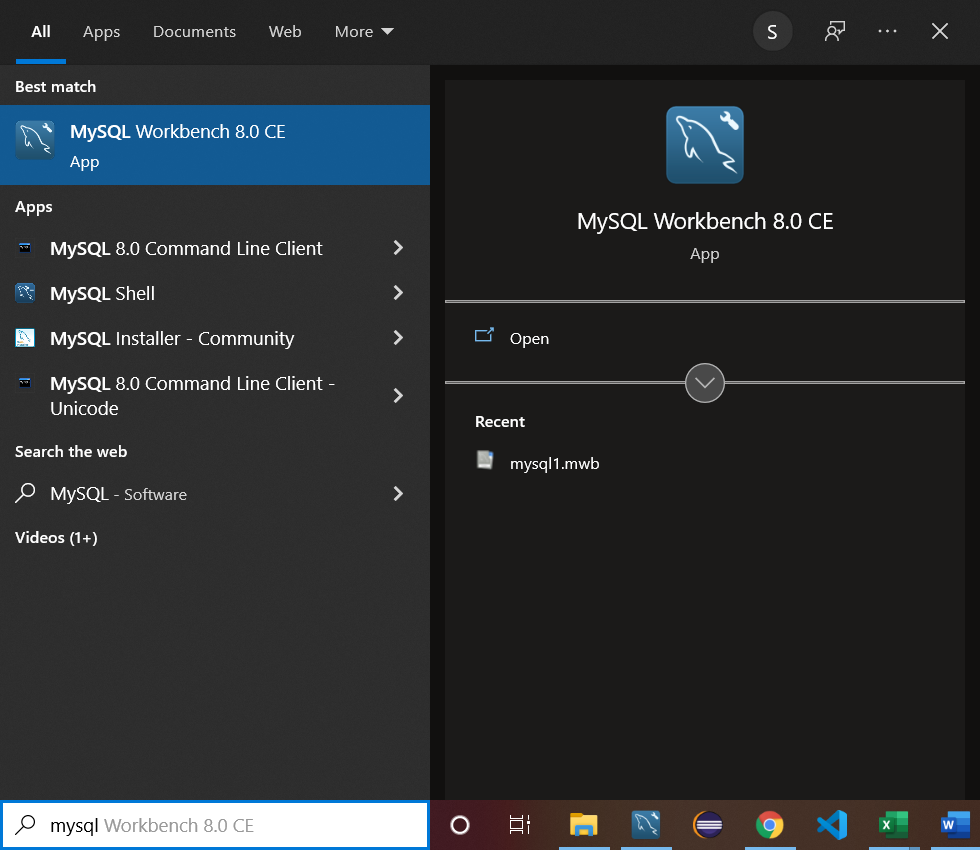 All Apps Documents Web More S
Best match
MySQL Workbench 8.0 CE
App
Apps
MySQL 8.0 Command Line Client
MySQL Shell
MySQL Installer - Community
MySQL 8.0 Command Line Client -
Unicode
Search the web
MySQL - Software
Videos (1+)
MySQL Workbench 8.0 CE
App
Open
Recent
mysql1.mwb
mysql Workbench 8.0 CE
X
W